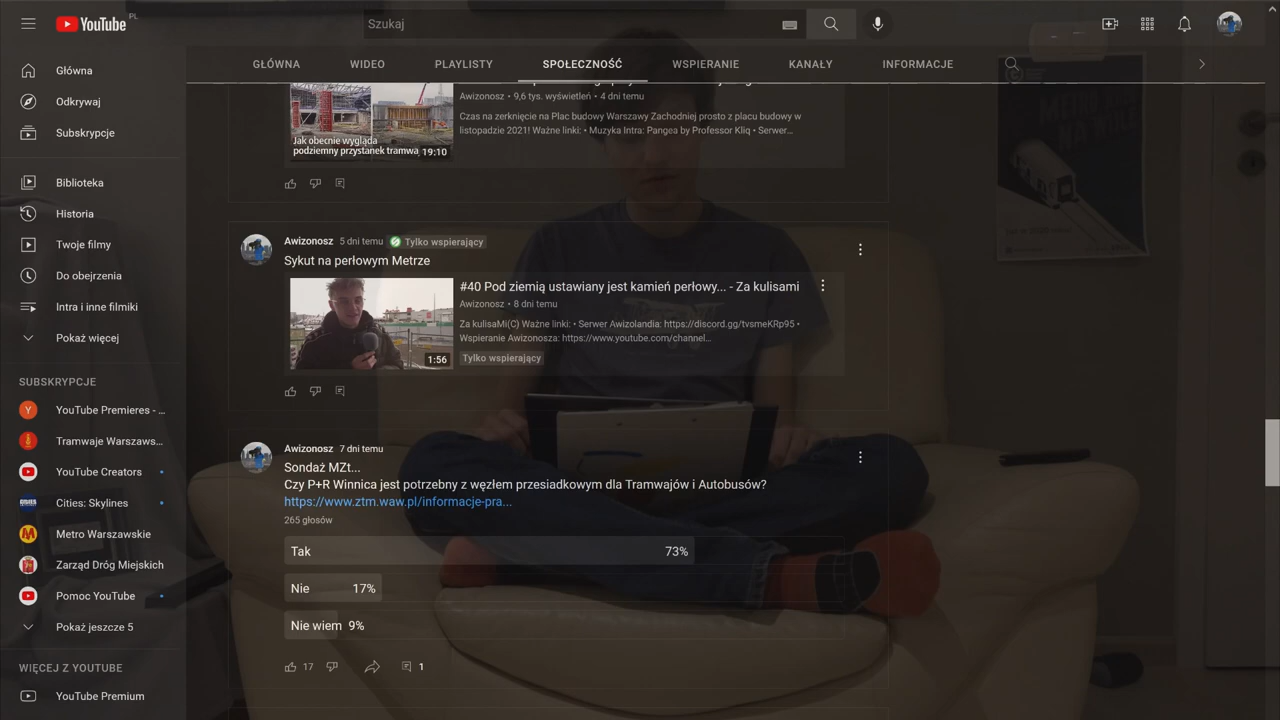 YouTube PL
Szukaj
GŁÓWNA
WIDEO
PLAYLISTY
SPOŁECZNOŚĆ
WSPIERANIE
KANAŁY
INFORMACJE
Główna
Odkrywaj
Subskrypcje
Biblioteka
Historia
Twoje filmy
Do obejrzenia
Intra i inne filmiki
Pokaż więcej
SUBSKRYPCJE
YouTube Premieres - ...
Tramwaje Warszaws...
YouTube Creators
Cities: Skylines
Metro Warszawskie
Zarząd Dróg Miejskich
Pomoc YouTube
Pokaż jeszcze 5
WIĘCEJ Z YOUTUBE
YouTube Premium
Jak obecnie wygląda
podziemny przystanek tramwa
19:10
Awizonosz • 9,6 tys. wyświetleń • 4 dni temu
Czas na zerknięcie na Plac budowy Warszawy Zachodniej prosto z placu budowy w
listopadzie 2021! Ważne linki: • Muzyka Intra: Pangea by Professor Kliq • Serwer...
Awizonosz 5 dni temu Tylko wspierający
Sykut na perłowym Metrze
1:56
#40 Pod ziemią ustawiany jest kamień perłowy... - Za kulisami
Awizonosz • 8 dni temu
Za kulisaMi(C) Ważne linki: • Serwer Awizolandia: https://discord.gg/tvsmeKRp95 •
Wspieranie Awizonosza: https://www.youtube.com/channel...
Tylko wspierający
Awizonosz 7 dni temu
Sondaż MZt...
Czy P+R Winnica jest potrzebny z węzłem przesiadkowym dla Tramwajów i Autobusów?
https://www.ztm.waw.pl/informacje-pra...
265 głosów
Tak 73%
Nie 17%
Nie wiem 9%
17 1